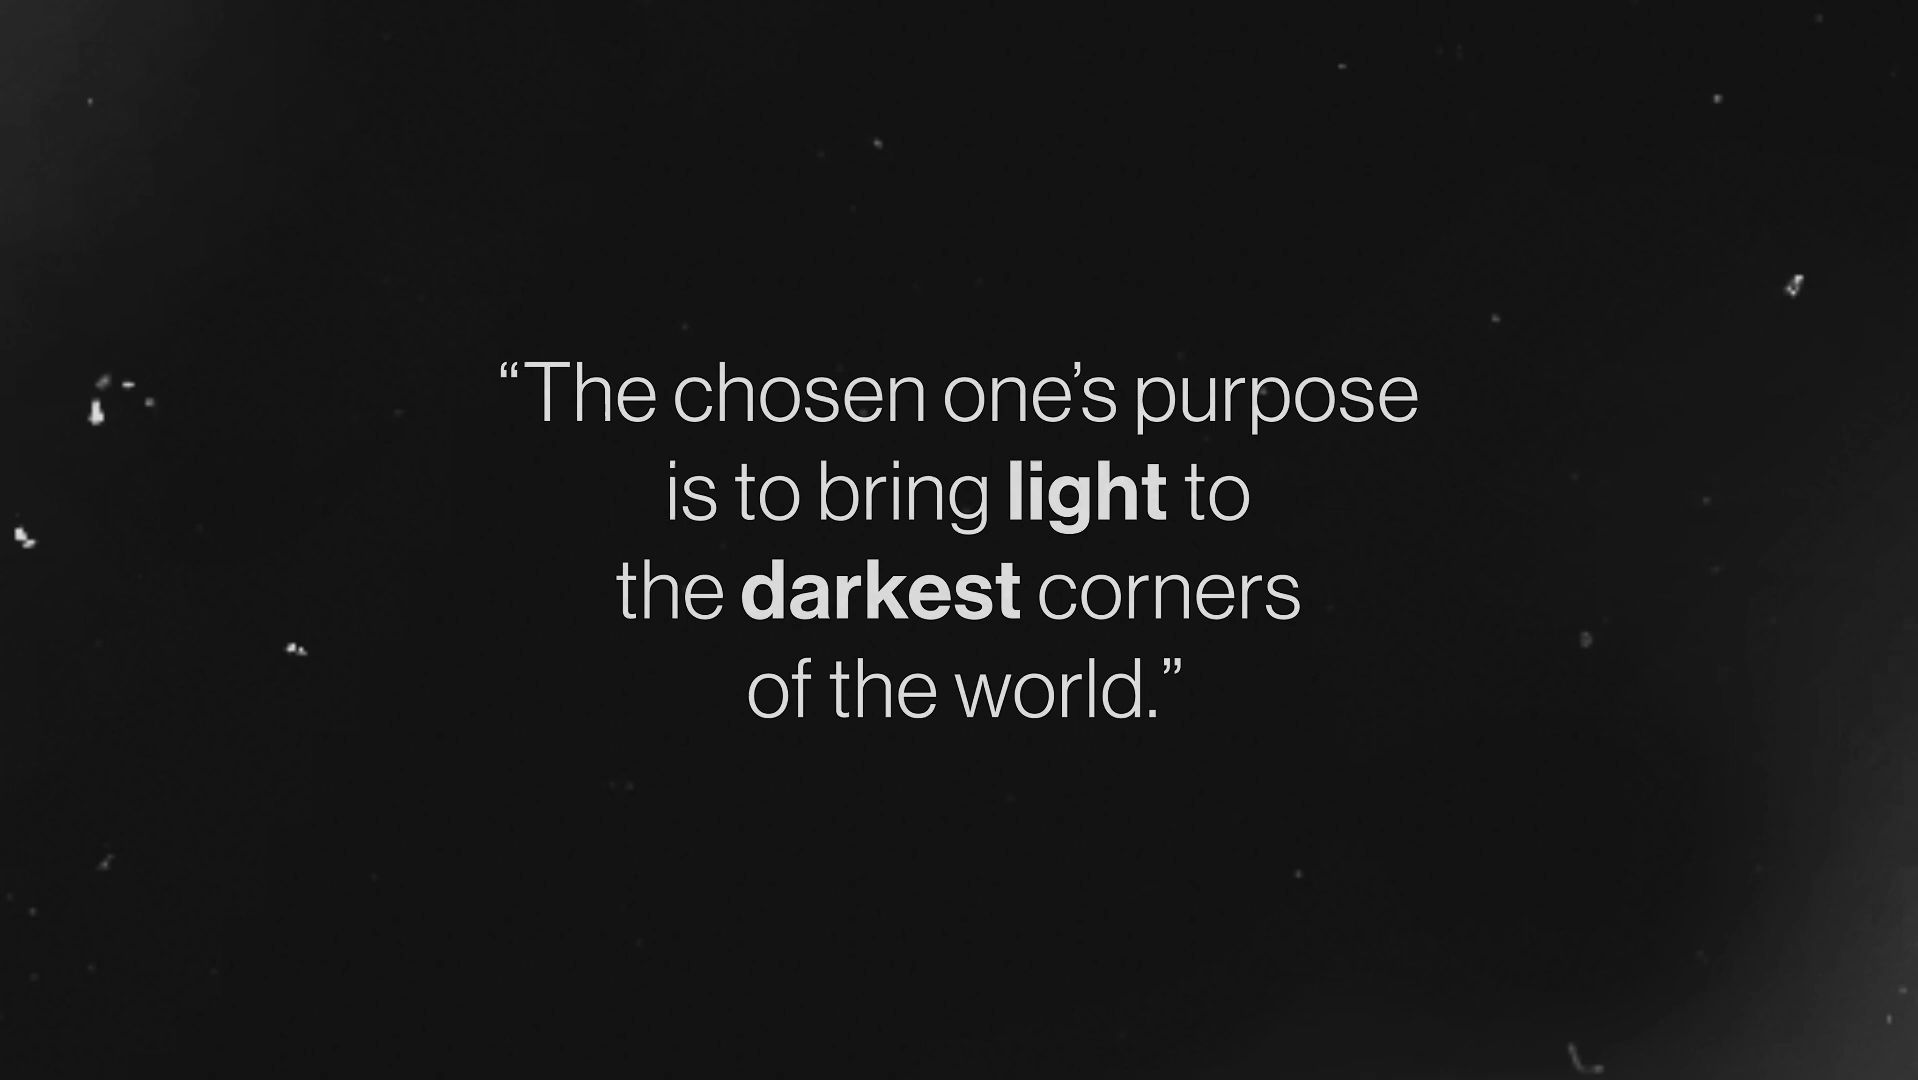 “The chosen one’s purpose
is to bring light to
the darkest corners
of the world.”